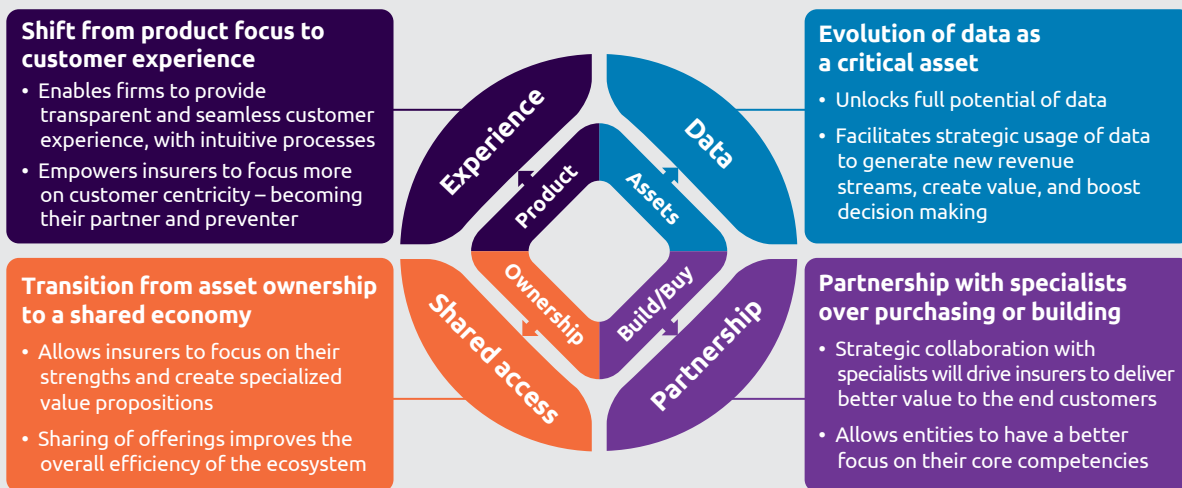 Shift from product focus to
customer experience
• Enables firms to provide
transparent and seamless customer
experience, with intuitive processes
• Empowers insurers to focus more
on customer centricity – becoming
their partner and preventer
Experience
Product
Data
Assets
Evolution of data as
a critical asset
• Unlocks full potential of data
• Facilitates strategic usage of data
to generate new revenue
streams, create value, and boost
decision making
Transition from asset ownership
to a shared economy
• Allows insurers to focus on their
strengths and create specialized
value propositions
• Sharing of offerings improves the
overall efficiency of the ecosystem
Shared access
Ownership
Build/Buy
Partnership
Partnership with specialists
over purchasing or building
• Strategic collaboration with
specialists will drive insurers to deliver
better value to the end customers
• Allows entities to have a better
focus on their core competencies